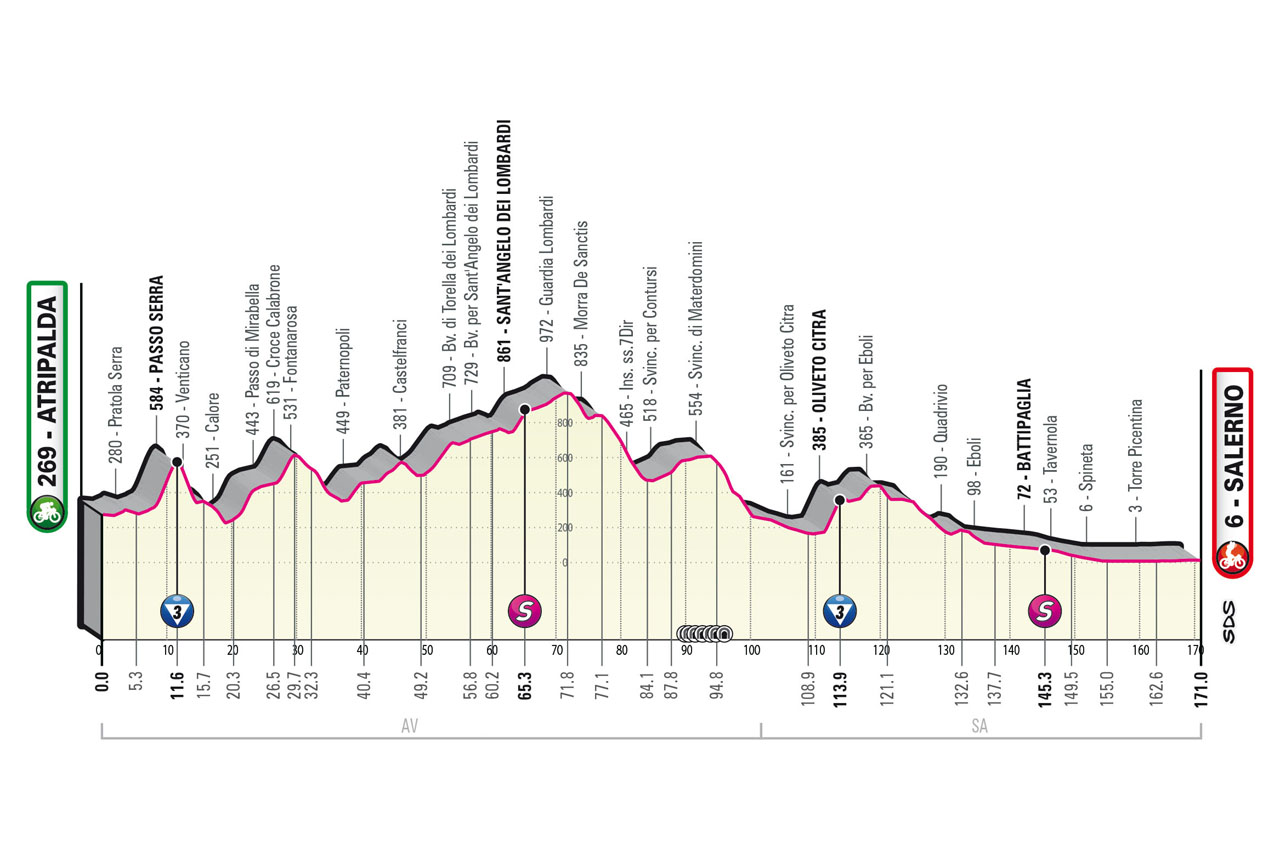 269 - ATRIPALDA
280 - Pratola Serra
584 - PASSO SERRA
370 - Venticano
251 - Calore
443 - Passo di Mirabella
619 - Croce Calabrone
531 - Fontanarosa
449 - Paternopoli
381 - Castelfranci
709 - Bv. di Torella dei Lombardi
729 - Bv. per Sant'Angelo dei Lombardi
861 - SANT'ANGELO DEI LOMBARDI
972 - Guardia Lombardi
835 - Morra De Sanctis
465 - Ins. ss.7Dir
518 - Svinc. per Contursi
554 - Svinc. di Materdomini
161 - Svinc. per Oliveto Citra
385 - OLIVETO CITRA
365 - Bv. per Eboli
190 - Quadrivio
98 - Eboli
72 - BATTIPAGLIA
53 - Tavernola
6 - Spineta
3 - Torre Picentina
6 - SALERNO
SDS
800
600
400
200
0
3
S
3
S
0 10 20 30 40 50 60 70 80 90 100 110 120 130 140 150 160 170
0.0 5.3 11.6 15.7 20.3 26.5 29.7 32.3 40.4 49.2 56.8 60.2 65.3 71.8 77.1 84.1 87.8 94.8 108.9 113.9 121.1 132.6 137.7 145.3 149.5 155.0 162.6 171.0
AV SA